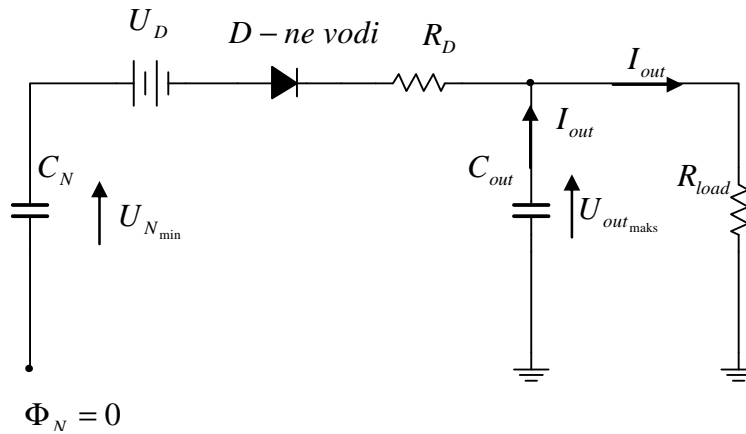 U_D
D – ne vodi
R_D
I_out
I_out
C_N
C_out
R_load
U_N_min
U_out_maks
Φ_N = 0